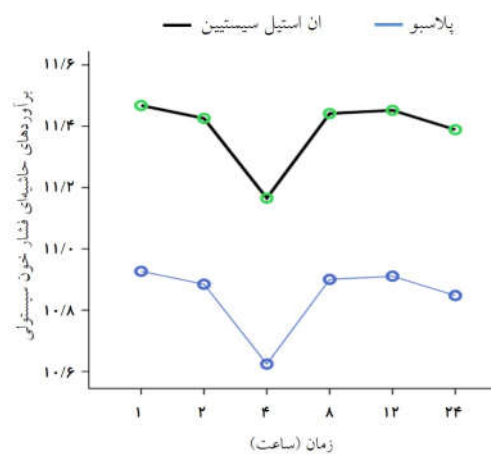 پلاسبو ان استیل سیستیین
برآوردهای حاشیه‌ای فشار خون سیستولی
۱۱/۶
۱۱/۴
۱۱/۲
۱۱/۰
۱۰/۸
۱۰/۶
۱ ۲ ۴ ۸ ۱۲ ۲۴
زمان (ساعت)